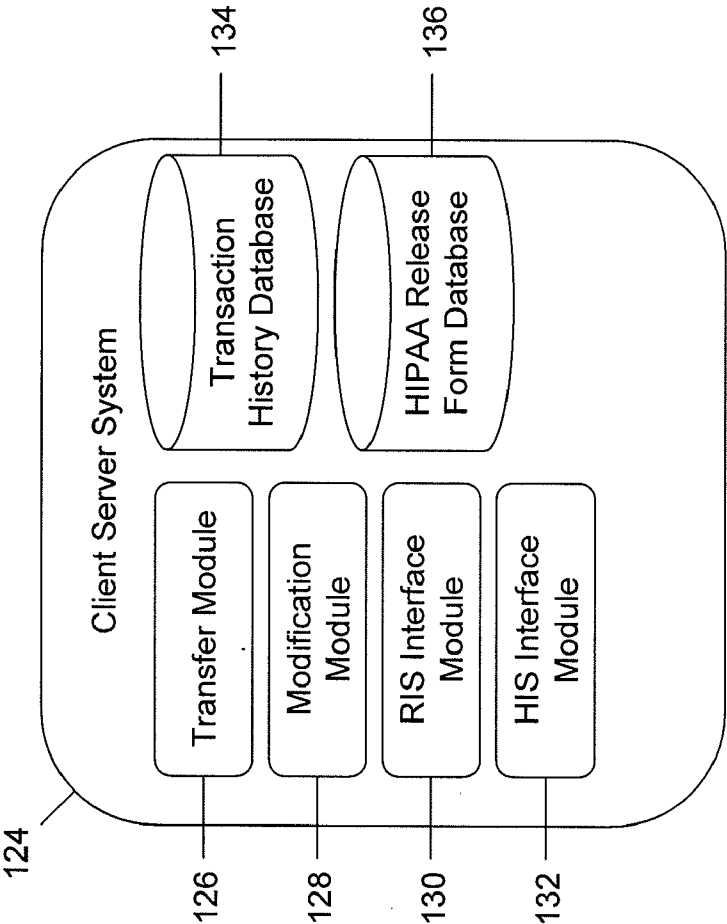 124
Client Server System
126
Transfer Module
128
Modification
Module
130
RIS Interface
Module
132
HIS Interface
Module
Transaction
History Database
134
HIPAA Release
Form Database
136